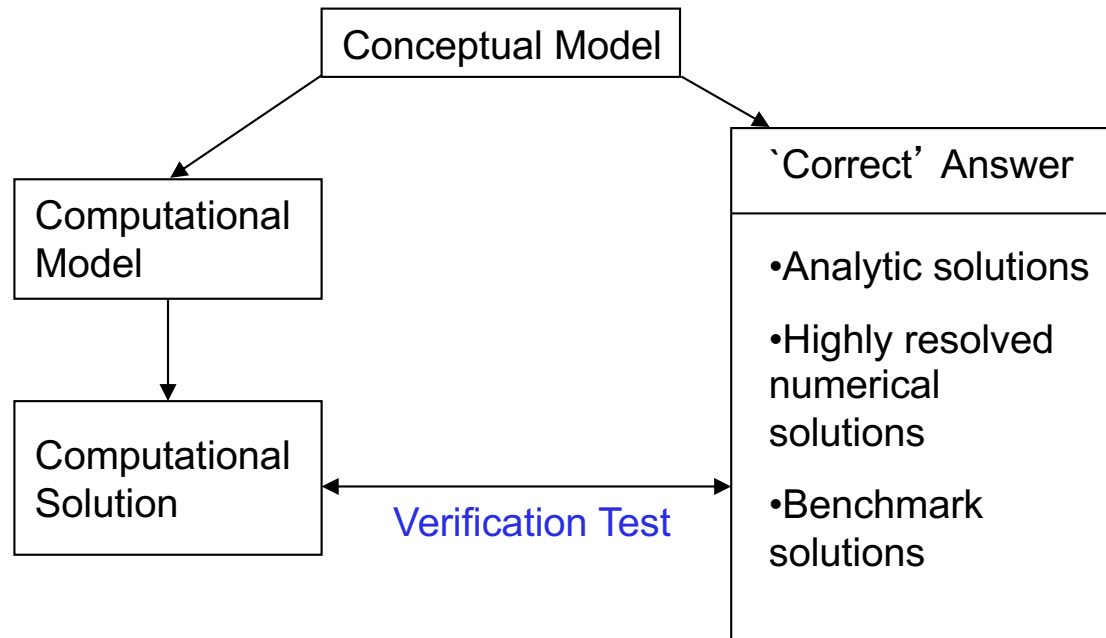 Conceptual Model
`Correct’ Answer
Computational
Model
•Analytic solutions
•Highly resolved
numerical
solutions
Computational
Solution
Verification Test
•Benchmark
solutions